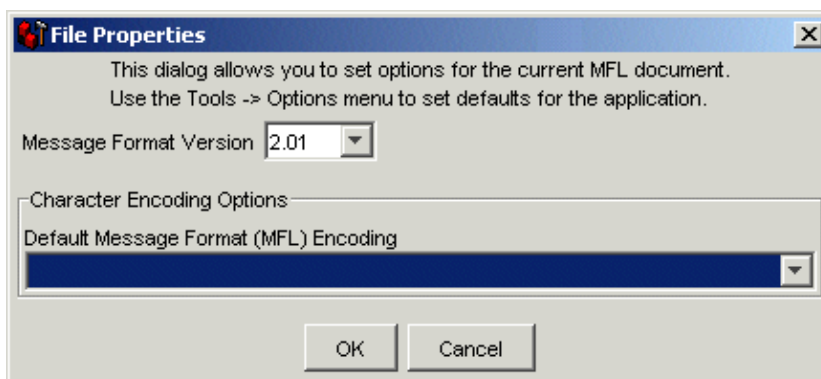 File Properties
This dialog allows you to set options for the current MFL document.
Use the Tools -> Options menu to set defaults for the application.
Message Format Version 2.01
Character Encoding Options
Default Message Format (MFL) Encoding
OK Cancel